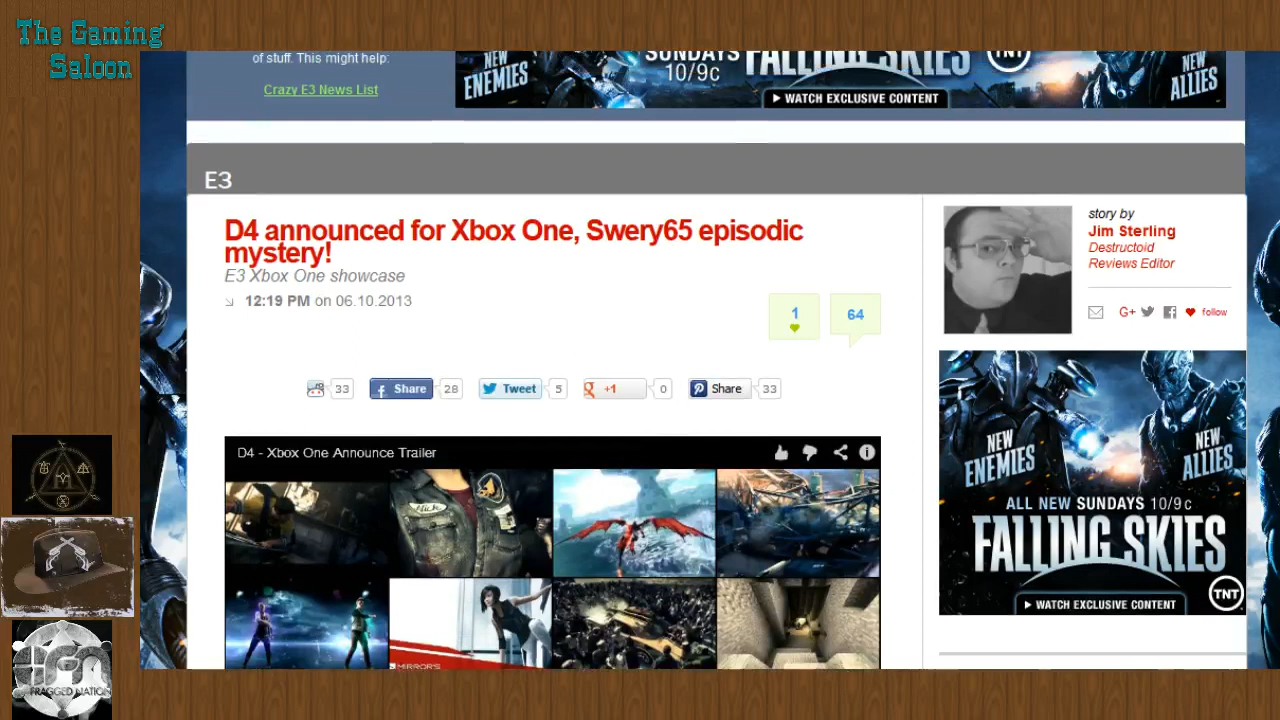 The Gaming
Saloon
of stuff. This might help:
Crazy E3 News List
NEW
ENEMIES
SUNDAYS
10/9c
FALLING SKIES
TNT
WATCH EXCLUSIVE CONTENT
NEW
ALLIES
E3
D4 announced for Xbox One, Swery65 episodic
mystery!
E3 Xbox One showcase
12:19 PM on 06.10.2013
1
64
33
Share 28
Tweet 5
+1 0
Share 33
story by
Jim Sterling
Destructoid
Reviews Editor
G+ follow
D4 - Xbox One Announce Trailer
Nick
MIRROR'S
NEW
ENEMIES
NEW
ALLIES
ALL NEW SUNDAYS 10/9c
FALLING SKIES
WATCH EXCLUSIVE CONTENT
TNT
FRAGGED NATION